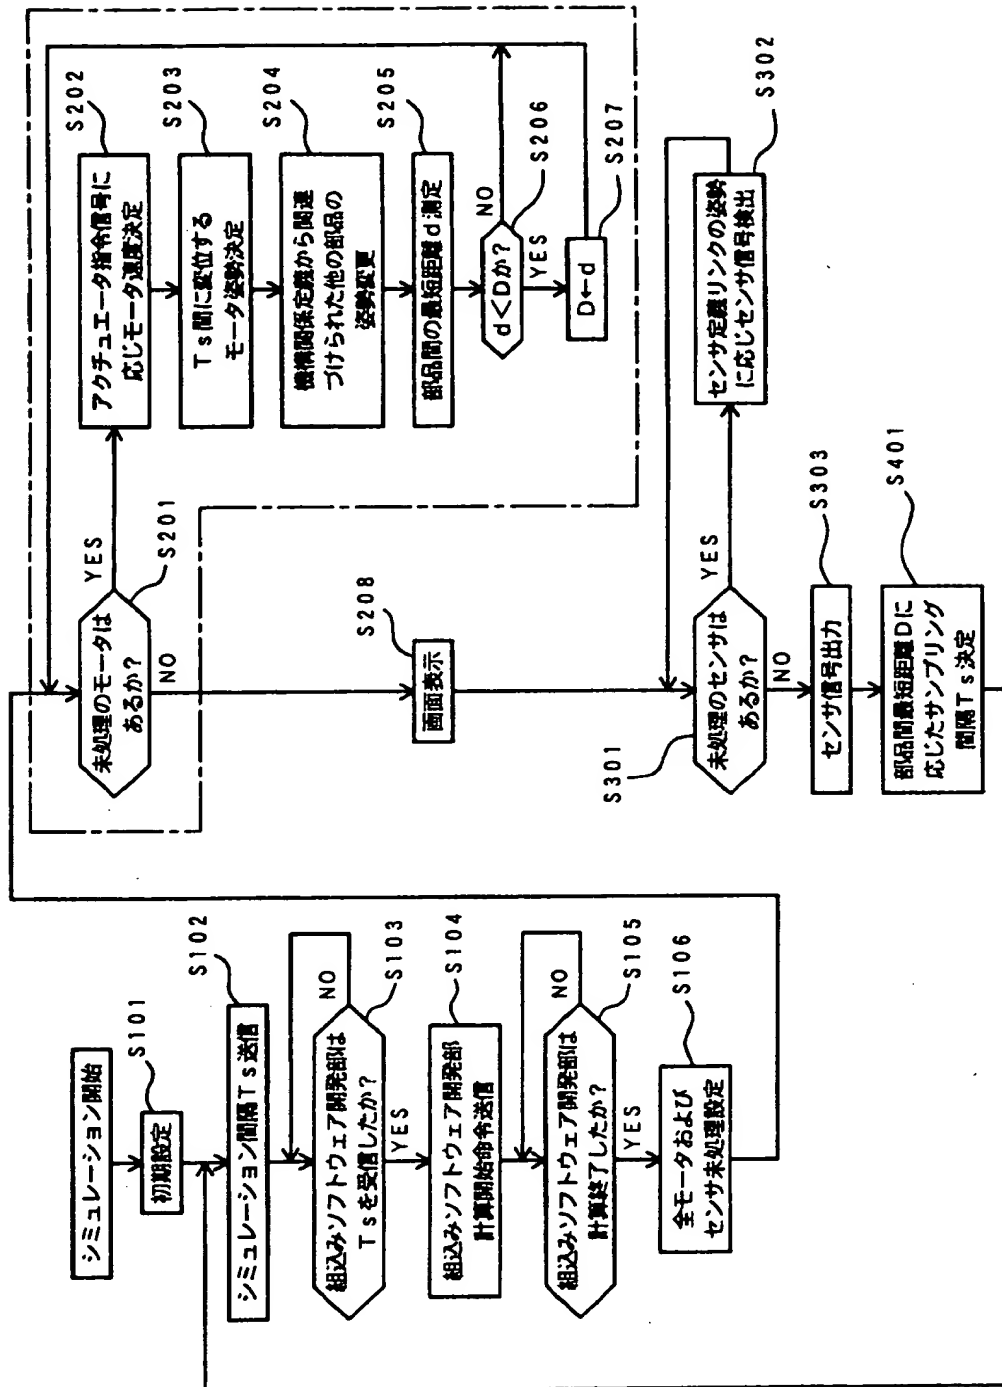 シミュレーション開始
初期設定
S101
シミュレーション間隔Ts送信
S102
組込みソフトウェア開発部は
Tsを受信したか?
NO
S103
YES
組込みソフトウェア開発部
計算開始命令送信
S104
組込みソフトウェア開発部は
計算終了したか?
NO
S105
YES
全モータおよび
センサ未処理設定
S106
未処理のモータは
あるか?
YES
S201
NO
アクチュエータ指令信号に
応じモータ速度決定
S202
Ts間に変位する
モータ姿勢決定
S203
機構関係定義から関連
づけられた他の部品の
姿勢変更
S204
部品間の最短距離d測定
S205
d<Dか?
NO
S206
YES
D←d
S207
画面表示
S208
未処理のセンサは
あるか?
S301
YES
NO
センサ定義リンクの姿勢
に応じセンサ信号検出
S302
センサ信号出力
S303
部品間最短距離Dに
応じたサンプリング
間隔Ts決定
S401